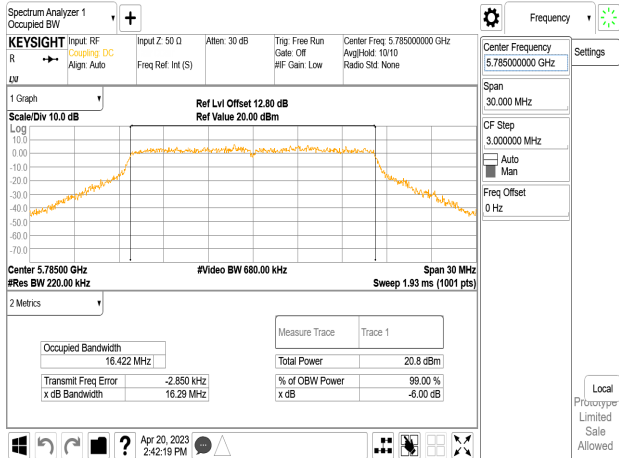 Spectrum Analyzer 1
Occupied BW
Frequency
KEYSIGHT
R
Input: RF
Coupling: DC
Align: Auto
Input Z: 50 Ω
Freq Ref: Int (S)
Atten: 30 dB
Trig: Free Run
Gate: Off
#IF Gain: Low
Center Freq: 5.785000000 GHz
Avg|Hold: 10/10
Radio Std: None
1 Graph
Scale/Div 10.0 dB
Ref Lvl Offset 12.80 dB
Ref Value 20.00 dBm
Log
10.0
0.00
-10.0
-20.0
-30.0
-40.0
-50.0
-60.0
-70.0
Center 5.78500 GHz
#Res BW 220.00 kHz
#Video BW 680.00 kHz
Span 30 MHz
Sweep 1.93 ms (1001 pts)
2 Metrics
Measure Trace Trace 1
Occupied Bandwidth
16.422 MHz
Total Power 20.8 dBm
Transmit Freq Error -2.850 kHz
% of OBW Power 99.00 %
x dB Bandwidth 16.29 MHz
x dB -6.00 dB
Apr 20, 2023
2:42:19 PM
Center Frequency
5.785000000 GHz
Settings
Span
30.000 MHz
CF Step
3.000000 MHz
Auto
Man
Freq Offset
0 Hz
Local
Prototype
Limited
Sale
Allowed